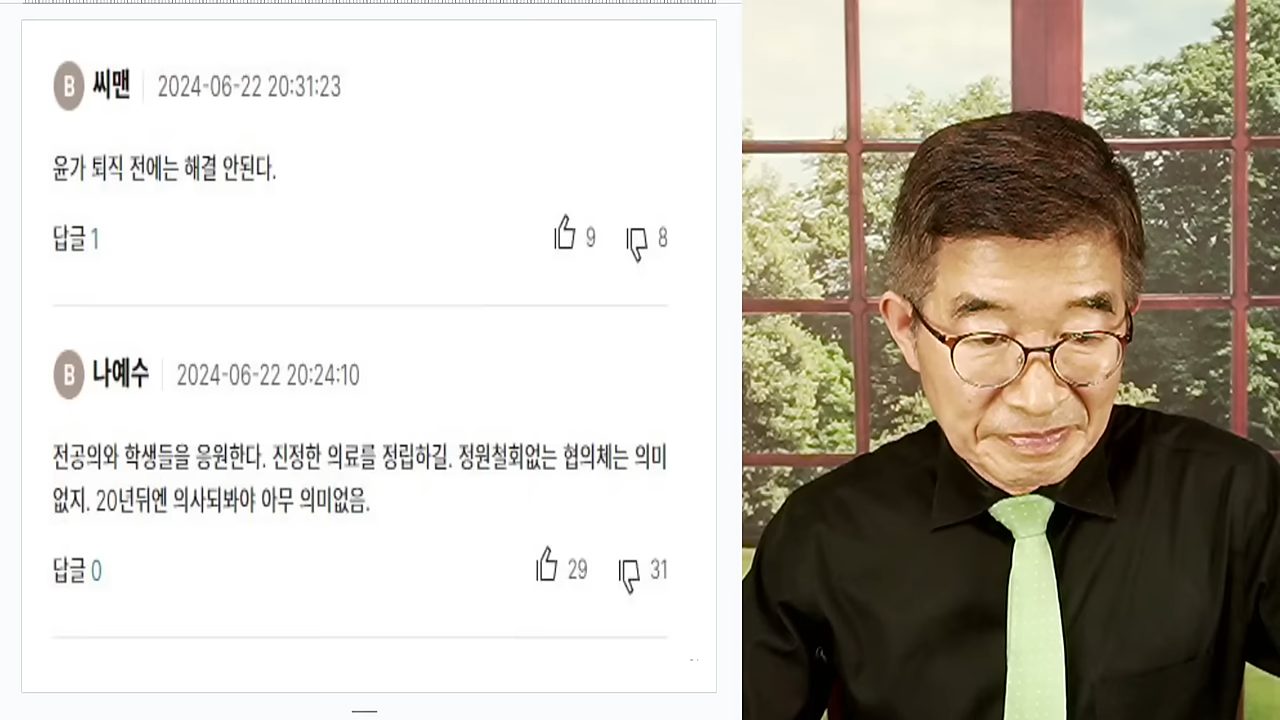 B 씨맨 2024-06-22 20:31:23
윤가 퇴직 전에는 해결 안된다.
답글 1 9 8
B 나예수 2024-06-22 20:24:10
전공의와 학생들을 응원한다. 진정한 의료를 정립하길. 정원철회없는 협의체는 의미
없지. 20년뒤엔 의사되봐야 아무 의미없음.
답글 0 29 31